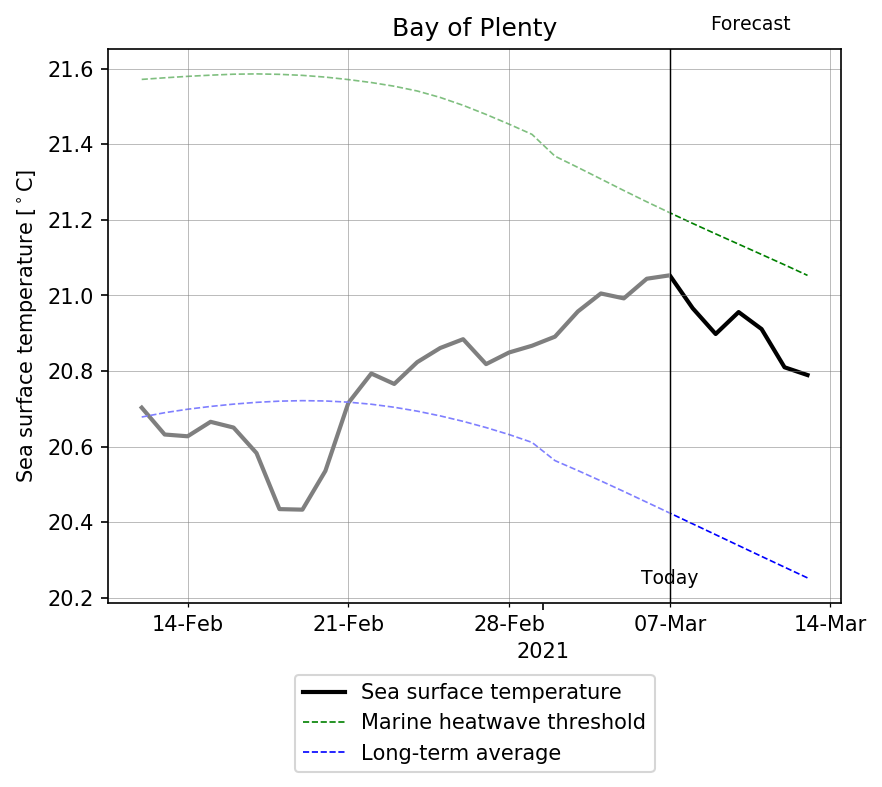 Bay of Plenty
Forecast
Sea surface temperature [°C]
21.6
21.4
21.2
21.0
20.8
20.6
20.4
20.2
Today
14-Feb 21-Feb 28-Feb 07-Mar 14-Mar
2021
Sea surface temperature
Marine heatwave threshold
Long-term average